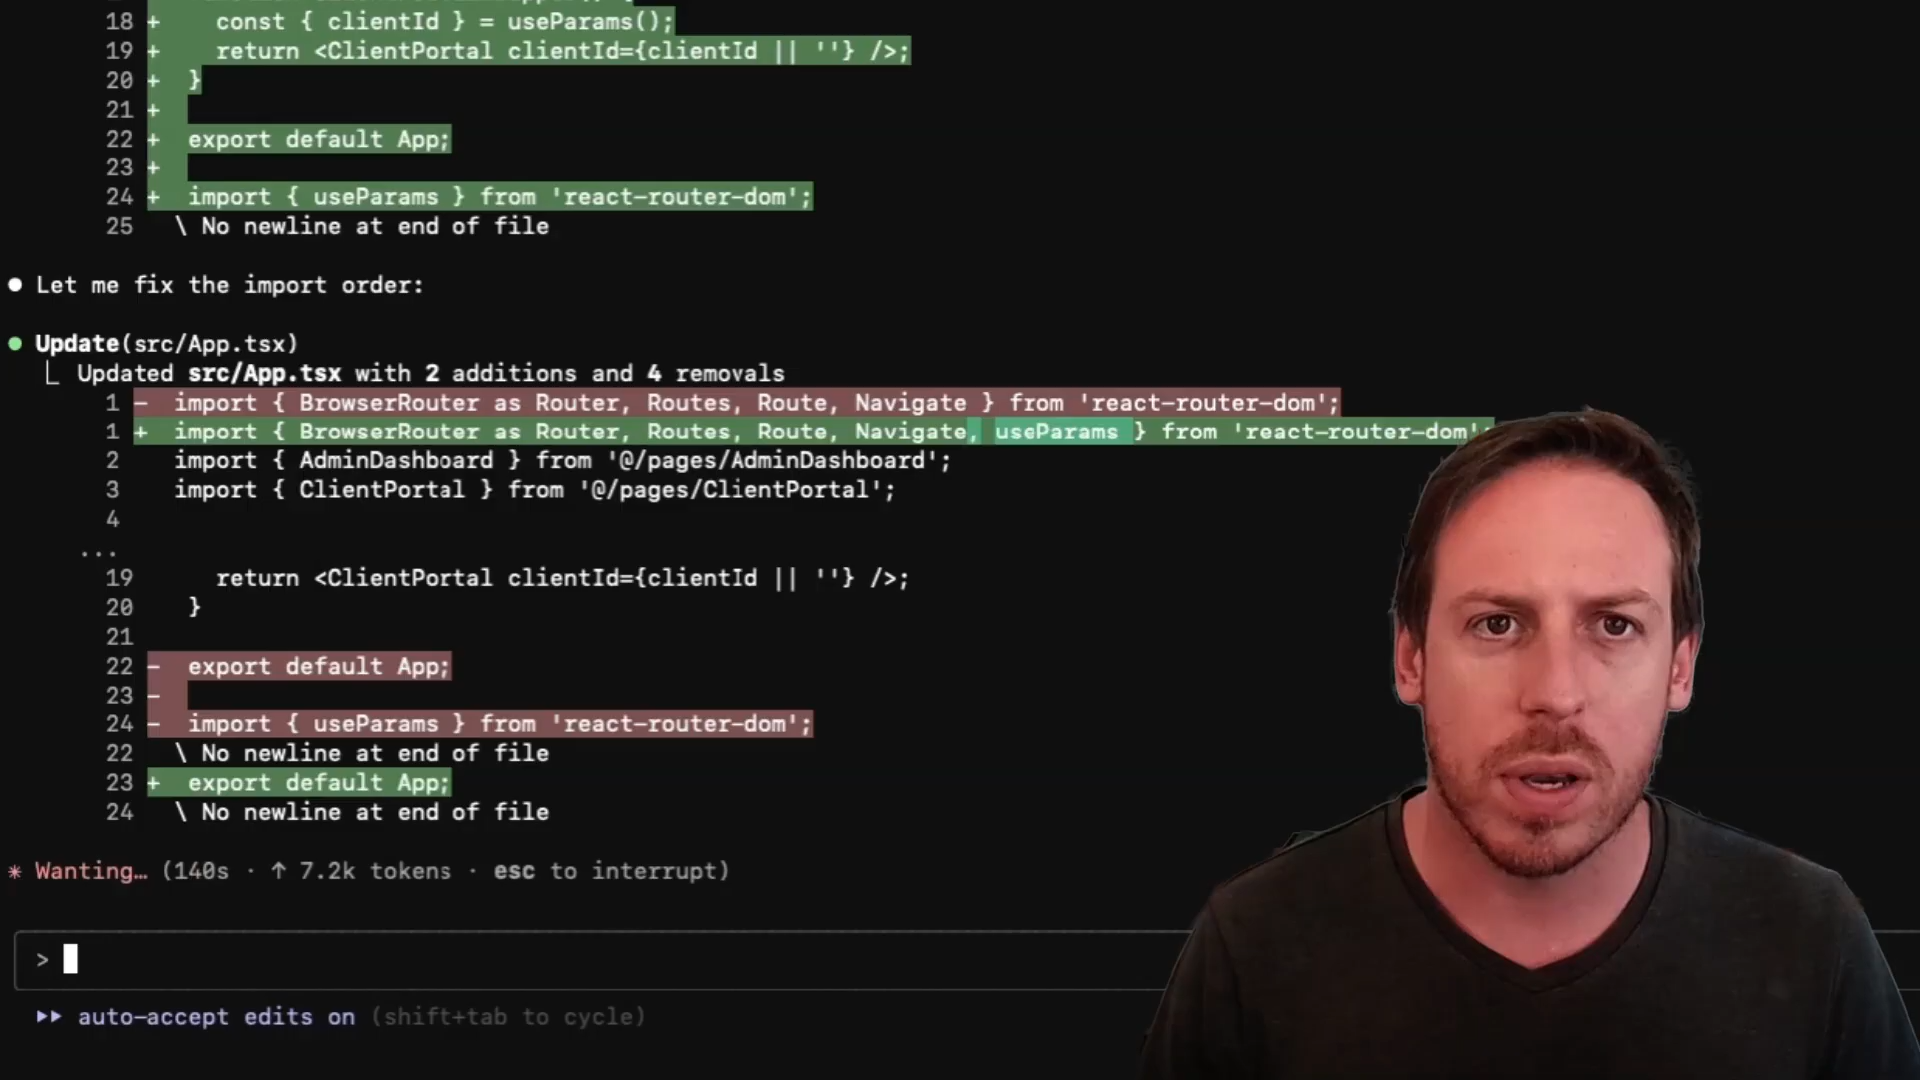 18 + const { clientId } = useParams();
19 + return <ClientPortal clientId={clientId || ''} />;
20 + }
21 +
22 + export default App;
23 +
24 + import { useParams } from 'react-router-dom';
25 \ No newline at end of file
● Let me fix the import order:
● Update(src/App.tsx)
⎿ Updated src/App.tsx with 2 additions and 4 removals
1 - import { BrowserRouter as Router, Routes, Route, Navigate } from 'react-router-dom';
1 + import { BrowserRouter as Router, Routes, Route, Navigate, useParams } from 'react-router-dom';
2 import { AdminDashboard } from '@/pages/AdminDashboard';
3 import { ClientPortal } from '@/pages/ClientPortal';
4
...
19 return <ClientPortal clientId={clientId || ''} />;
20 }
21
22 - export default App;
23 -
24 - import { useParams } from 'react-router-dom';
22 \ No newline at end of file
23 + export default App;
24 \ No newline at end of file
✳ Wanting… (140s · ↑ 7.2k tokens · esc to interrupt)
>
⏵⏵ auto-accept edits on (shift+tab to cycle)